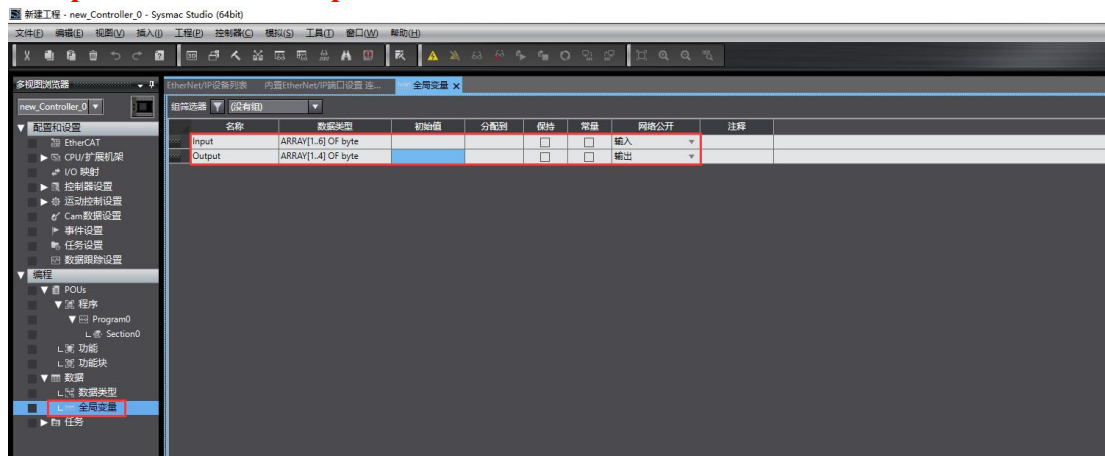 新建工程 - new_Controller_0 - Sysmac Studio (64bit)
文件(F) 编辑(E) 视图(V) 插入(I) 工程(P) 控制器(C) 模拟(S) 工具(T) 窗口(W) 帮助(H)
多视图浏览器
EtherNet/IP设备列表 内置EtherNet/IP端口设置 连... 全局变量
new_Controller_0
组筛选器 (没有组)
配置和设置
名称 数据类型 初始值 分配到 保持 常量 网络公开 注释
EtherCAT
Input ARRAY[1..6] OF byte 输入
CPU/扩展机架
Output ARRAY[1..4] OF byte 输出
I/O 映射
控制器设置
运动控制设置
Cam数据设置
事件设置
任务设置
数据跟踪设置
编程
POUs
程序
Program0
Section0
功能
功能块
数据
数据类型
全局变量
任务